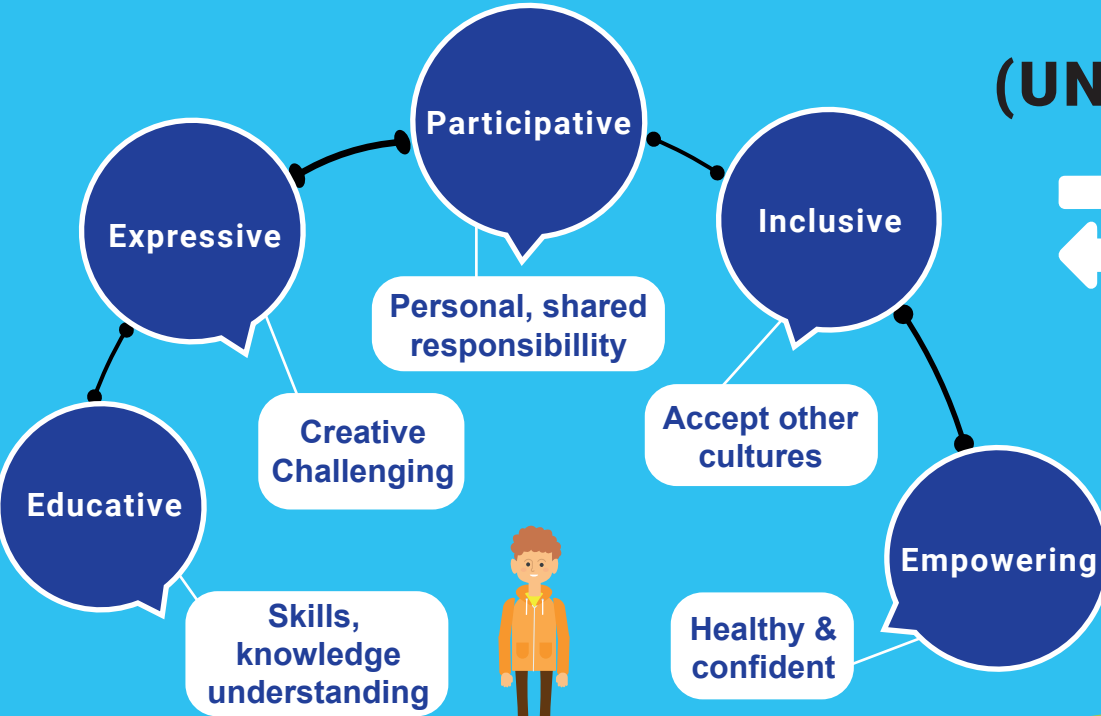 Participative
(UN
Expressive
Inclusive
Personal, shared
responsibillity
Creative
Challenging
Accept other
cultures
Educative
Empowering
Skills,
knowledge
understanding
Healthy &
confident